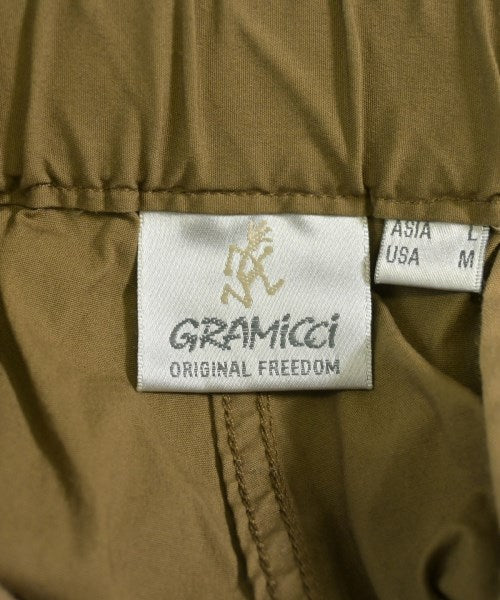 ASIA L
USA M
GRAMiCCi
ORIGINAL FREEDOM